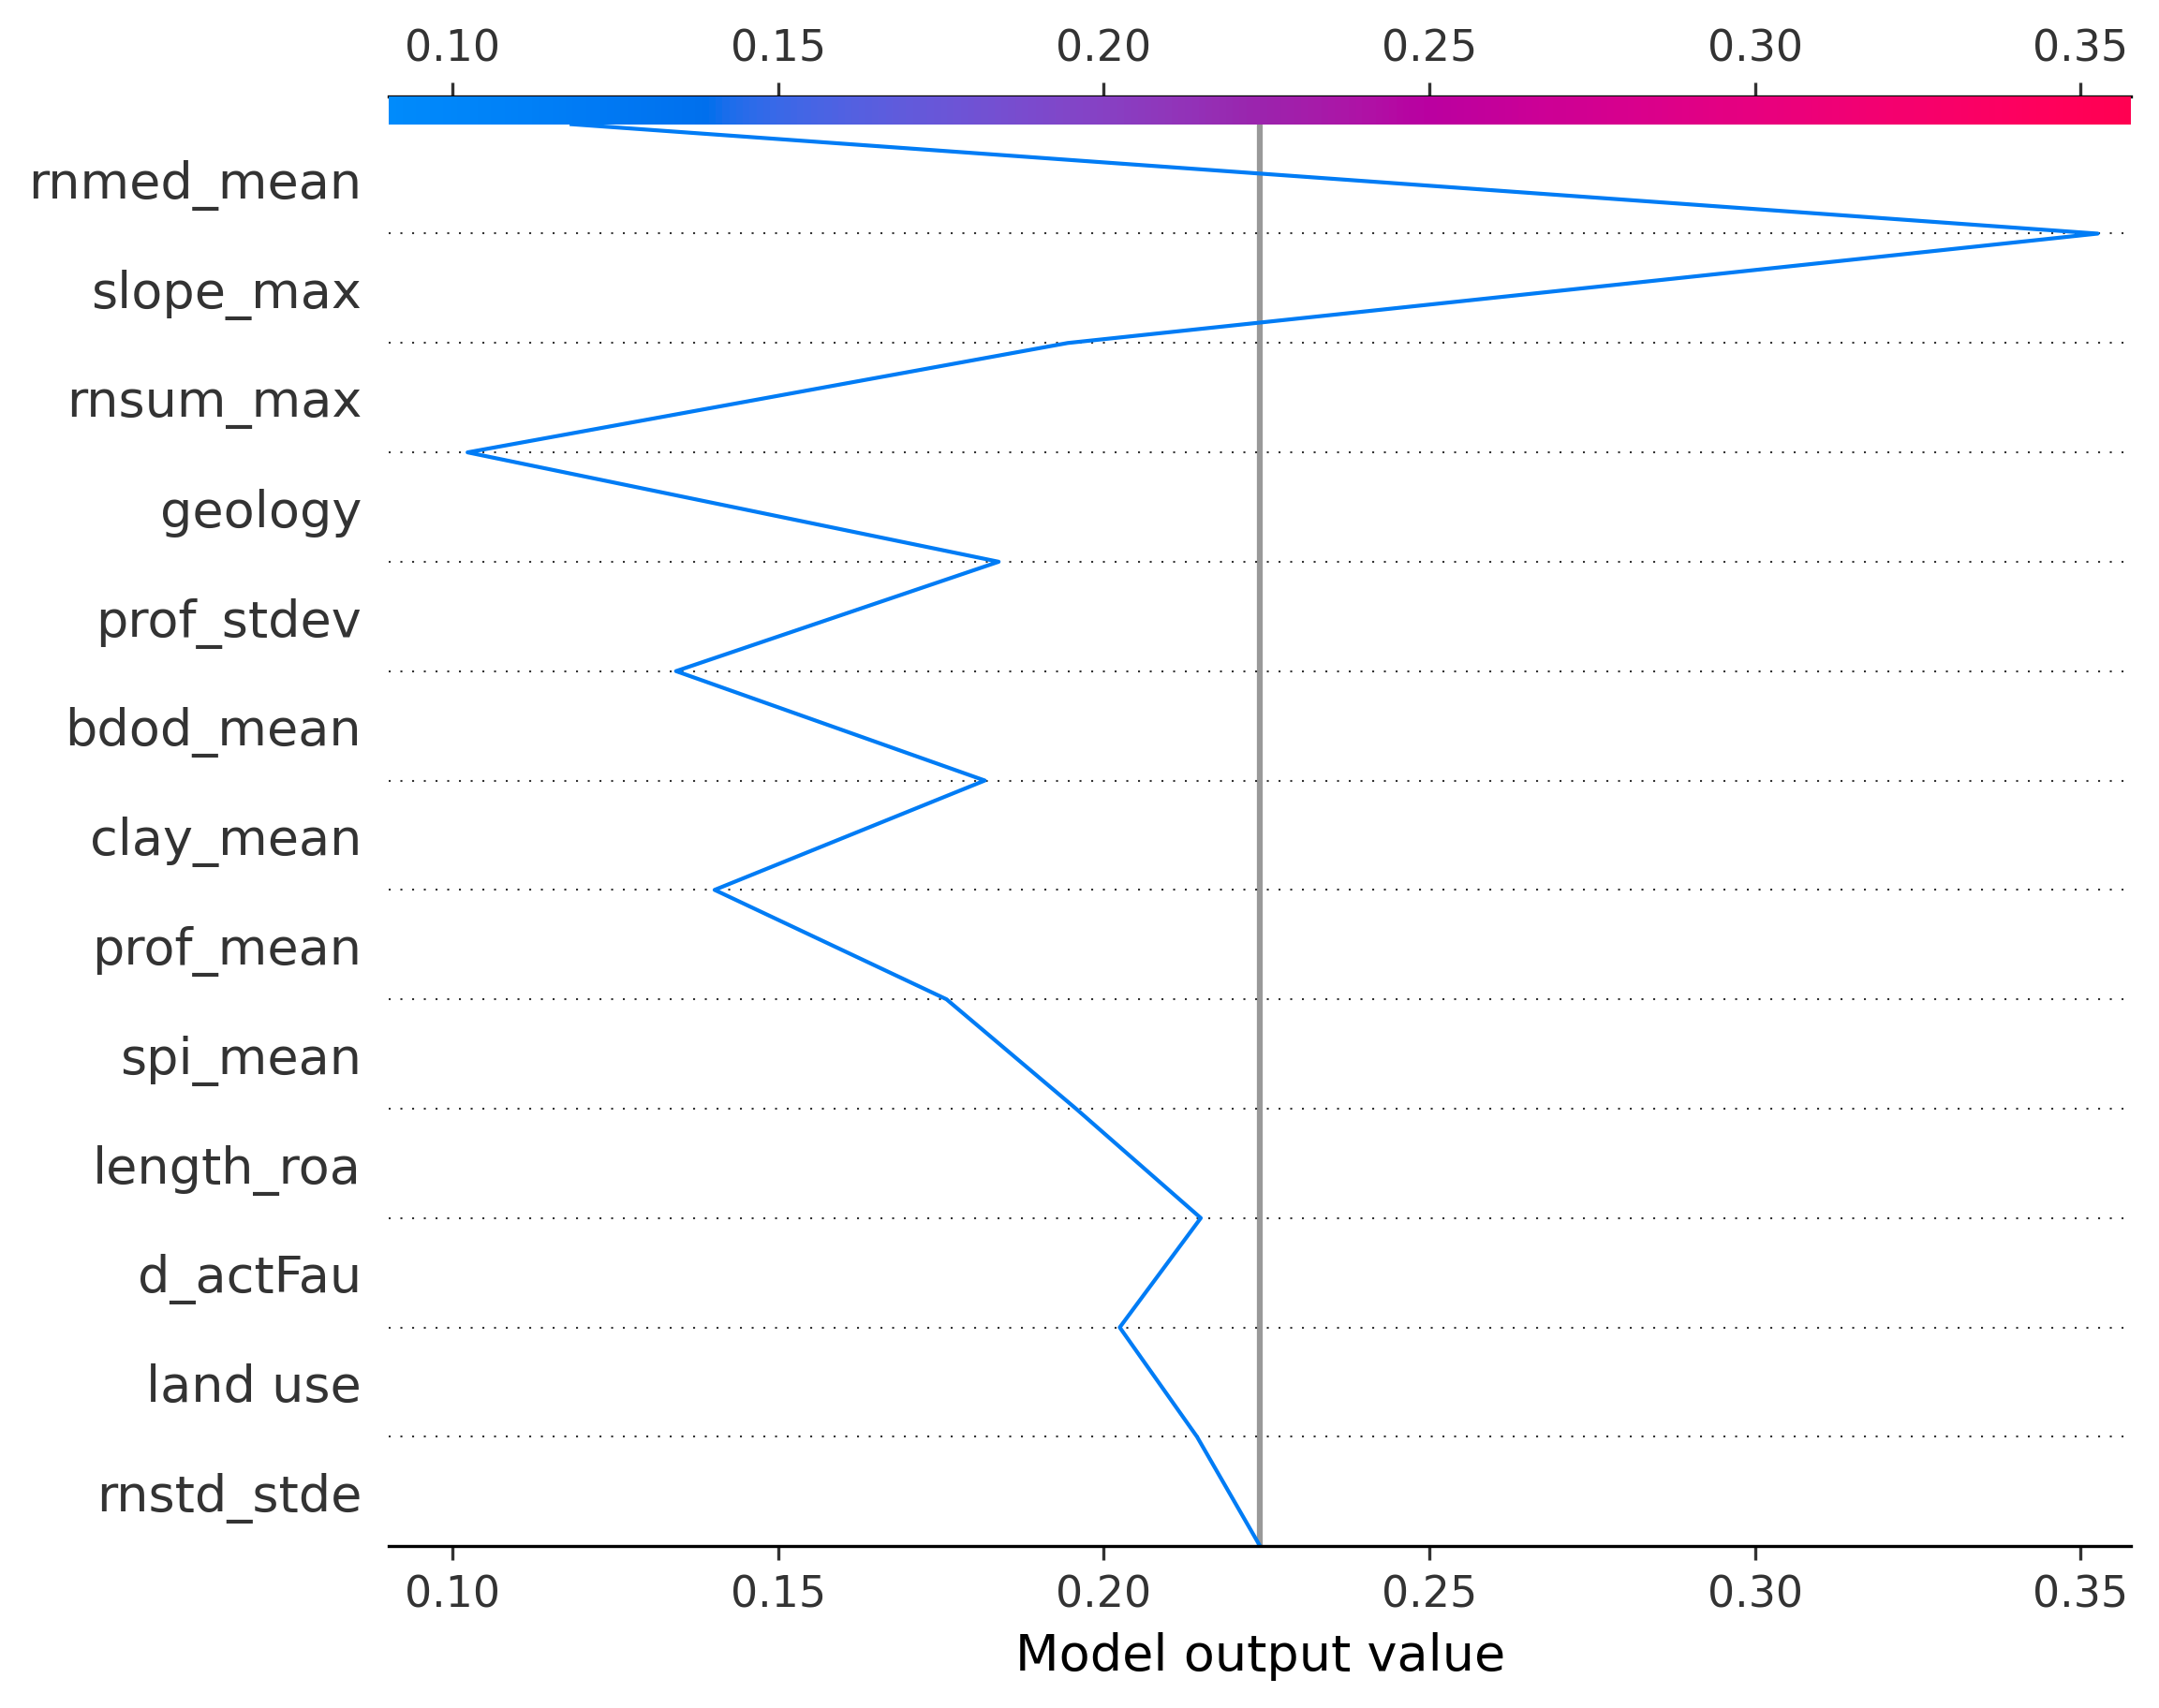 0.10 0.15 0.20 0.25 0.30 0.35
rnmed_mean
slope_max
rnsum_max
geology
prof_stdev
bdod_mean
clay_mean
prof_mean
spi_mean
length_roa
d_actFau
land use
rnstd_stde
0.10 0.15 0.20 0.25 0.30 0.35
Model output value